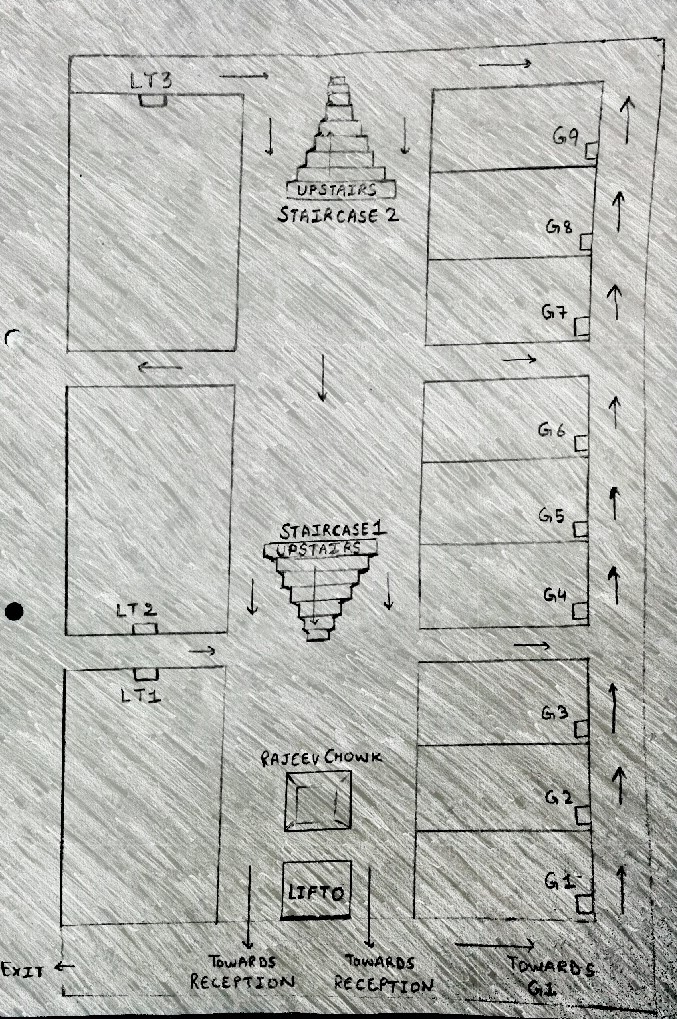 LT3
G9
UPSTAIRS
STAIRCASE 2
G8
G7
G6
STAIRCASE 1
UPSTAIRS
G5
G4
LT2
LT1
G3
RAJEEV CHOWK
G2
LIFTO
G1
EXIT
TOWARDS
RECEPTION
TOWARDS
RECEPTION
TOWARDS
G1